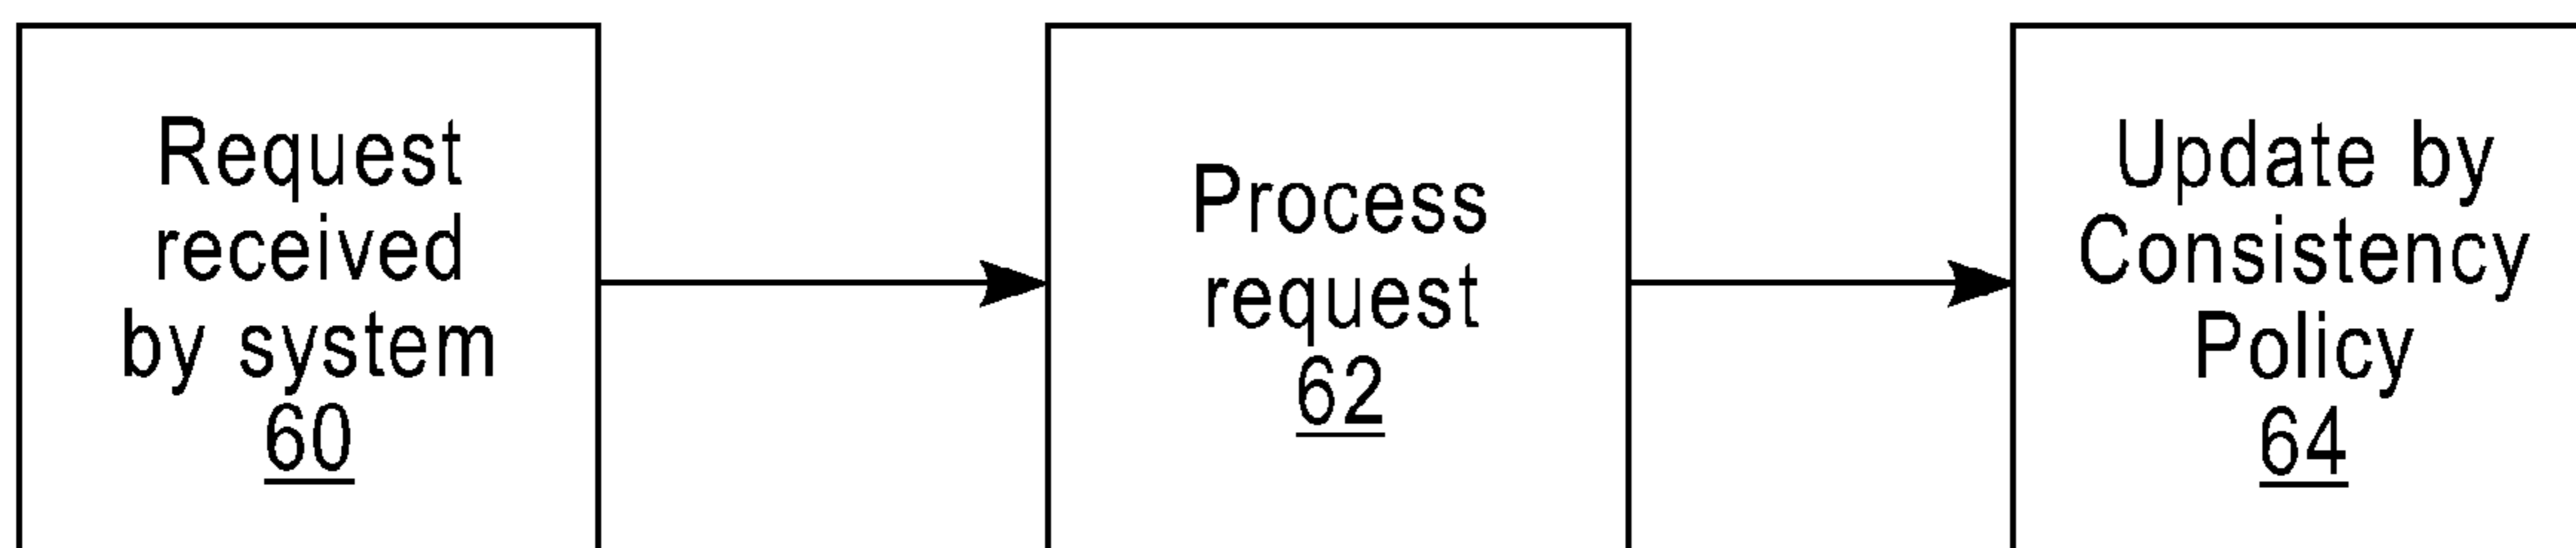 Request
received
by system
60
Process
request
62
Update by
Consistency
Policy
64